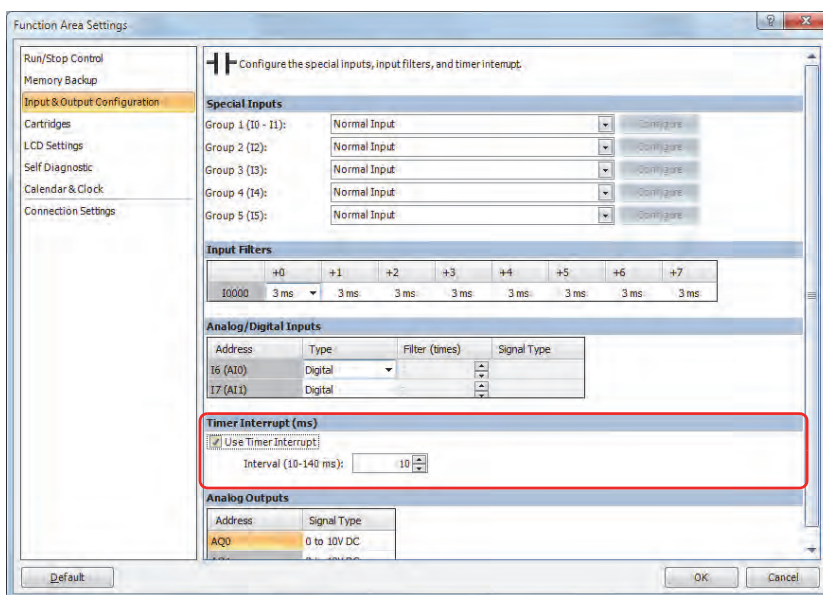 Function Area Settings
Run/Stop Control
Memory Backup
Input & Output Configuration
Cartridges
LCD Settings
Self Diagnostic
Calendar & Clock
Connection Settings
Configure the special inputs, input filters, and timer interrupt.
Special Inputs
Group 1 (I0 - I1): Normal Input Configure
Group 2 (I2): Normal Input Configure
Group 3 (I3): Normal Input Configure
Group 4 (I4): Normal Input Configure
Group 5 (I5): Normal Input Configure
Input Filters
+0 +1 +2 +3 +4 +5 +6 +7
I0000 3 ms 3 ms 3 ms 3 ms 3 ms 3 ms 3 ms 3 ms
Analog/Digital Inputs
Address Type Filter (times) Signal Type
I6 (AI0) Digital
I7 (AI1) Digital
Timer Interrupt (ms)
Use Timer Interrupt
Interval (10-140 ms): 10
Analog Outputs
Address Signal Type
AQ0 0 to 10V DC
Default OK Cancel